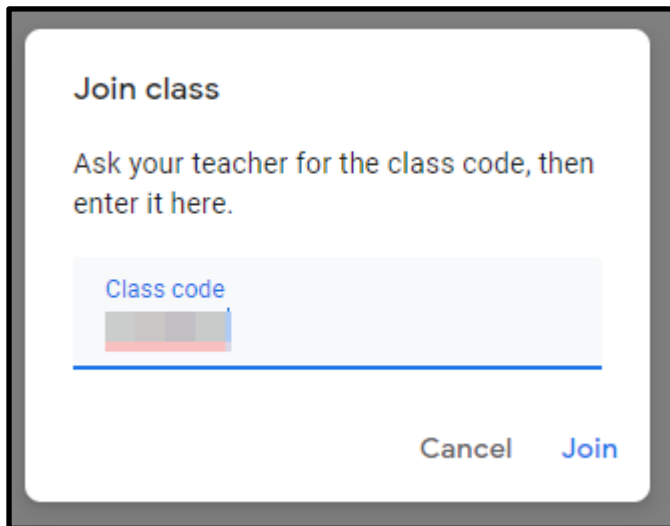 Join class
Ask your teacher for the class code, then
enter it here.
Class code
Cancel Join